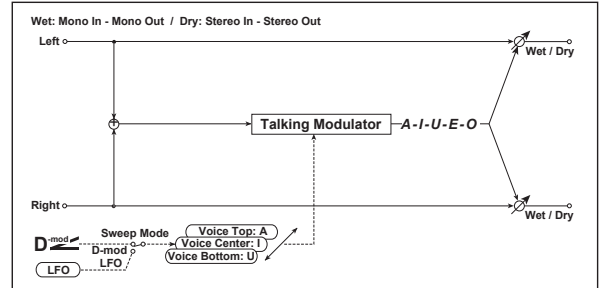 Wet: Mono In - Mono Out / Dry: Stereo In - Stereo Out
Left
Wet / Dry
Talking Modulator
A-I-U-E-O
Right
Wet / Dry
D-mod
Sweep Mode
D-mod
LFO
LFO
Voice Top: A
Voice Center: I
Voice Bottom: U